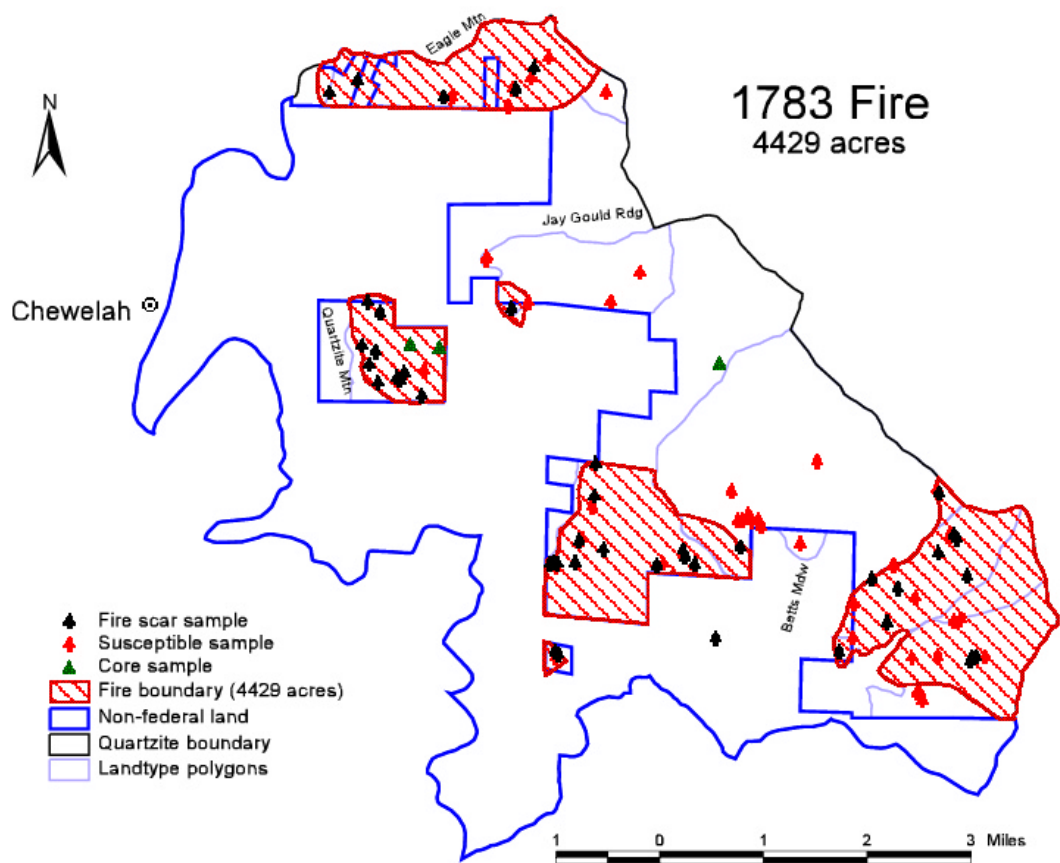 Eagle Mtn
N
1783 Fire
4429 acres
Jay Gould Rdg
Chewelah
Quartzite Mtn
Betts Mdw
Fire scar sample
Susceptible sample
Core sample
Fire boundary (4429 acres)
Non-federal land
Quartzite boundary
Landtype polygons
1 0 1 2 3 Miles